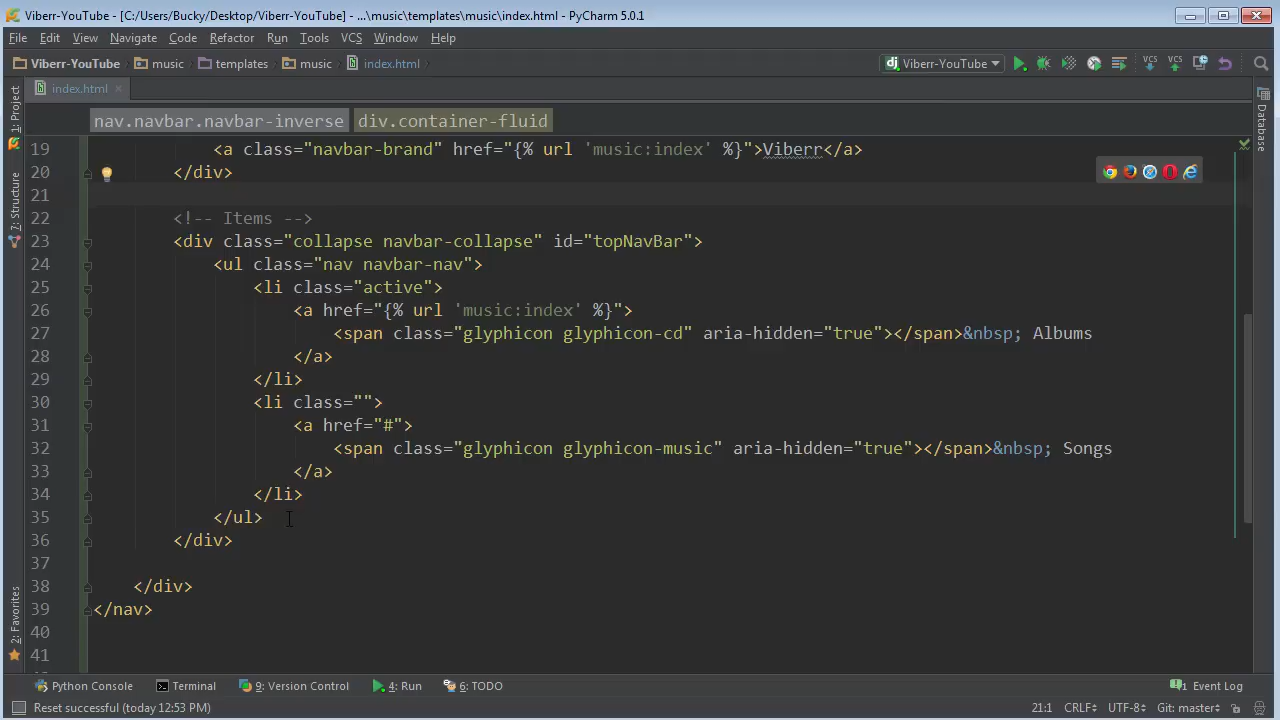 Viberr-YouTube - [C:/Users/Bucky/Desktop/Viberr-YouTube] - ...\music\templates\music\index.html - PyCharm 5.0.1
File Edit View Navigate Code Refactor Run Tools VCS Window Help
Viberr-YouTube music templates music index.html dj Viberr-YouTube VCS VCS
index.html
nav.navbar.navbar-inverse div.container-fluid
19 <a class="navbar-brand" href="{% url 'music:index' %}">Viberr</a>
20 </div>
21
22 <!-- Items -->
23 <div class="collapse navbar-collapse" id="topNavBar">
24 <ul class="nav navbar-nav">
25 <li class="active">
26 <a href="{% url 'music:index' %}">
27 <span class="glyphicon glyphicon-cd" aria-hidden="true"></span>&nbsp; Albums
28 </a>
29 </li>
30 <li class="">
31 <a href="#">
32 <span class="glyphicon glyphicon-music" aria-hidden="true"></span>&nbsp; Songs
33 </a>
34 </li>
35 </ul>
36 </div>
37
38 </div>
39 </nav>
40
41
1: Project
7: Structure
2: Favorites
Database
Python Console Terminal 9: Version Control 4: Run 6: TODO 1 Event Log
Reset successful (today 12:53 PM) 21:1 CRLF UTF-8 Git: master